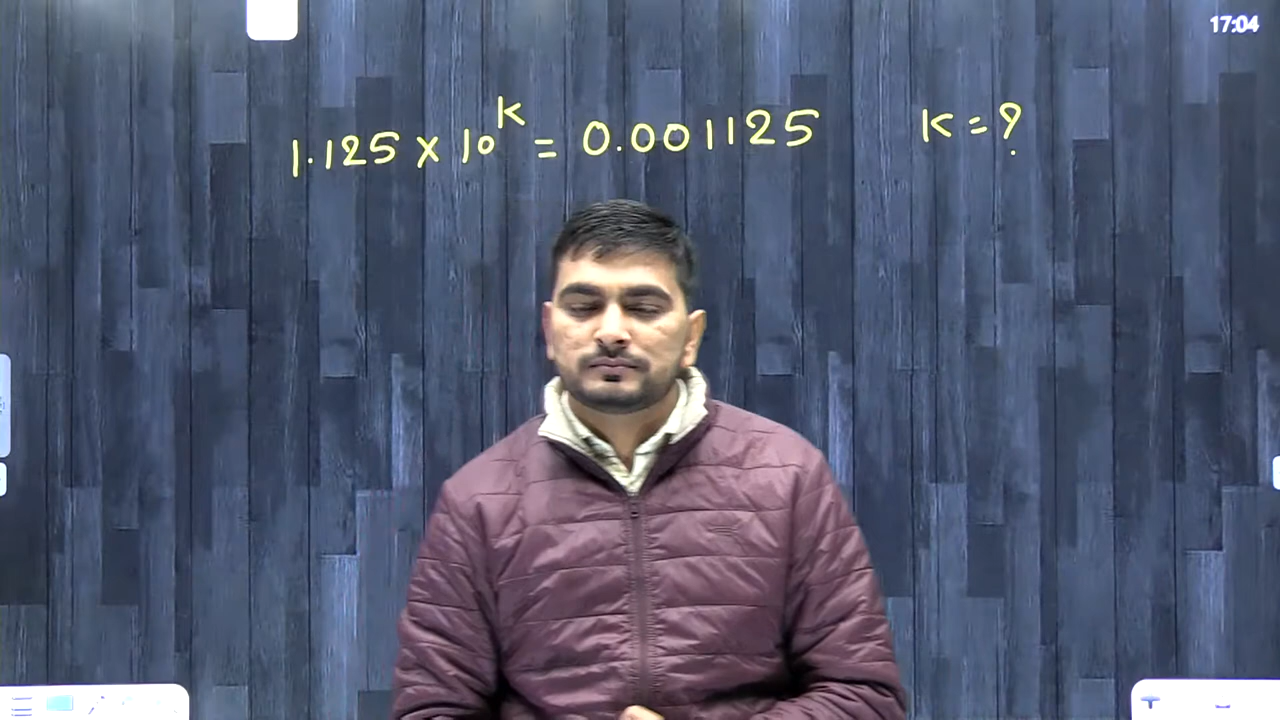 17:04
1.125 × 10^k = 0.001125 k = ?